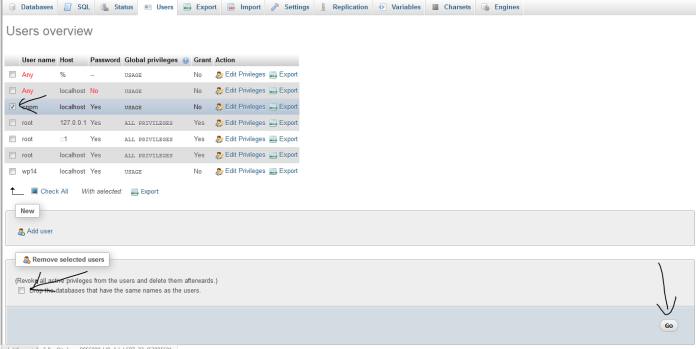 Databases SQL Status Users Export Import Settings Replication Variables Charsets Engines
Users overview
User name Host Password Global privileges Grant Action
Any % -- USAGE No Edit Privileges Export
Any localhost No USAGE No Edit Privileges Export
localhost Yes USAGE No Edit Privileges Export
root 127.0.0.1 Yes ALL PRIVILEGES Yes Edit Privileges Export
root ::1 Yes ALL PRIVILEGES Yes Edit Privileges Export
root localhost Yes ALL PRIVILEGES Yes Edit Privileges Export
wp14 localhost Yes USAGE No Edit Privileges Export
Check All With selected: Export
New
Add user
Remove selected users
(Revoke all active privileges from the users and delete them afterwards.)
Drop the databases that have the same names as the users.
Go